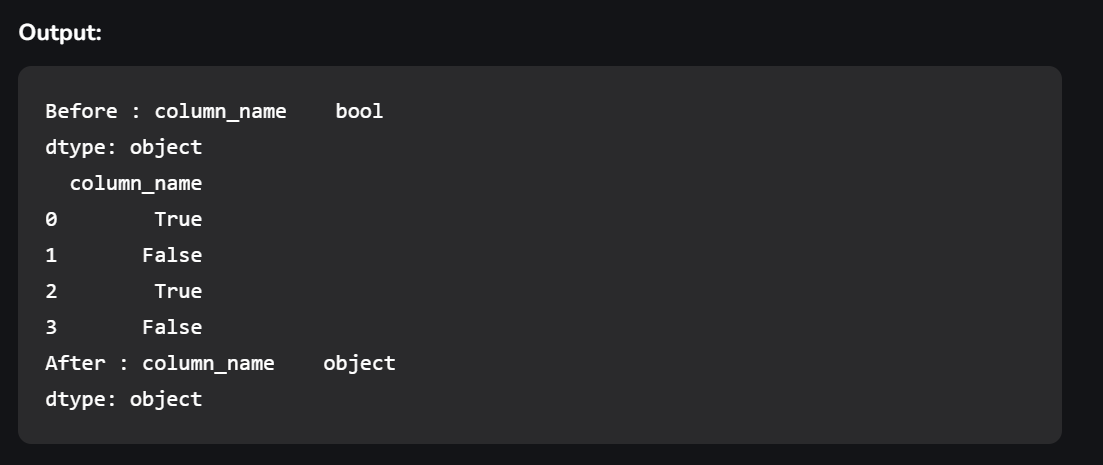 Output:
Before : column_name    bool
dtype: object
  column_name
0        True
1       False
2        True
3       False
After : column_name    object
dtype: object